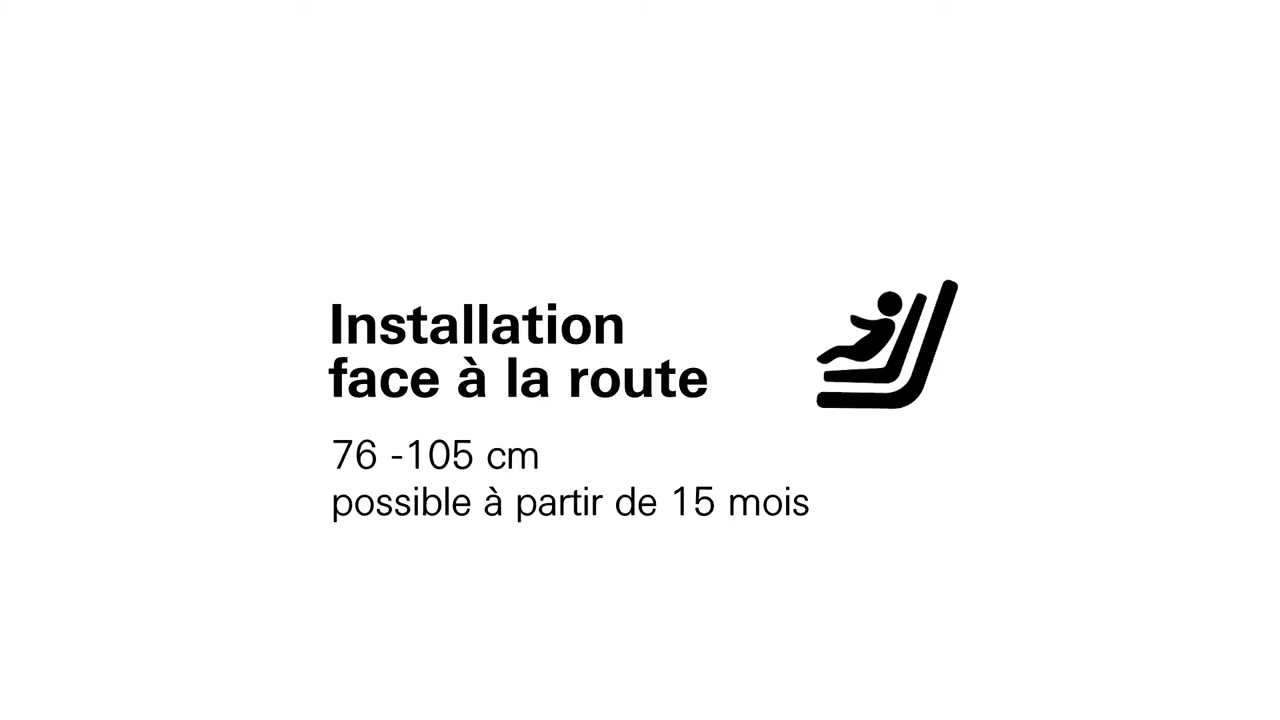 Installation
face à la route
76 -105 cm
possible à partir de 15 mois